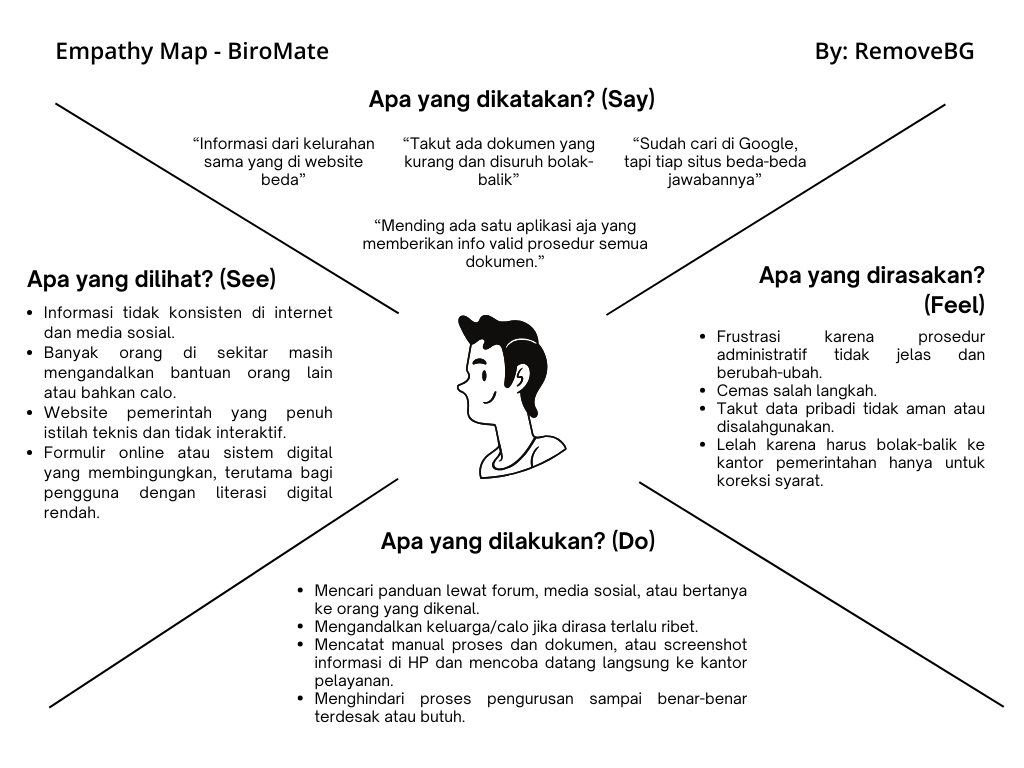 Empathy Map - BiroMate
By: RemoveBG
Apa yang dikatakan? (Say)
“Informasi dari kelurahan
sama yang di website
beda”
“Takut ada dokumen yang
kurang dan disuruh bolak-
balik”
“Sudah cari di Google,
tapi tiap situs beda-beda
jawabannya”
“Mending ada satu aplikasi aja yang
memberikan info valid prosedur semua
dokumen.”
Apa yang dilihat? (See)
• Informasi tidak konsisten di internet
dan media sosial.
• Banyak orang di sekitar masih
mengandalkan bantuan orang lain
atau bahkan calo.
• Website pemerintah yang penuh
istilah teknis dan tidak interaktif.
• Formulir online atau sistem digital
yang membingungkan, terutama bagi
pengguna dengan literasi digital
rendah.
Apa yang dirasakan?
(Feel)
• Frustrasi karena prosedur
administratif tidak jelas dan
berubah-ubah.
• Cemas salah langkah.
• Takut data pribadi tidak aman atau
disalahgunakan.
• Lelah karena harus bolak-balik ke
kantor pemerintahan hanya untuk
koreksi syarat.
Apa yang dilakukan? (Do)
• Mencari panduan lewat forum, media sosial, atau bertanya
ke orang yang dikenal.
• Mengandalkan keluarga/calo jika dirasa terlalu ribet.
• Mencatat manual proses dan dokumen, atau screenshot
informasi di HP dan mencoba datang langsung ke kantor
pelayanan.
• Menghindari proses pengurusan sampai benar-benar
terdesak atau butuh.